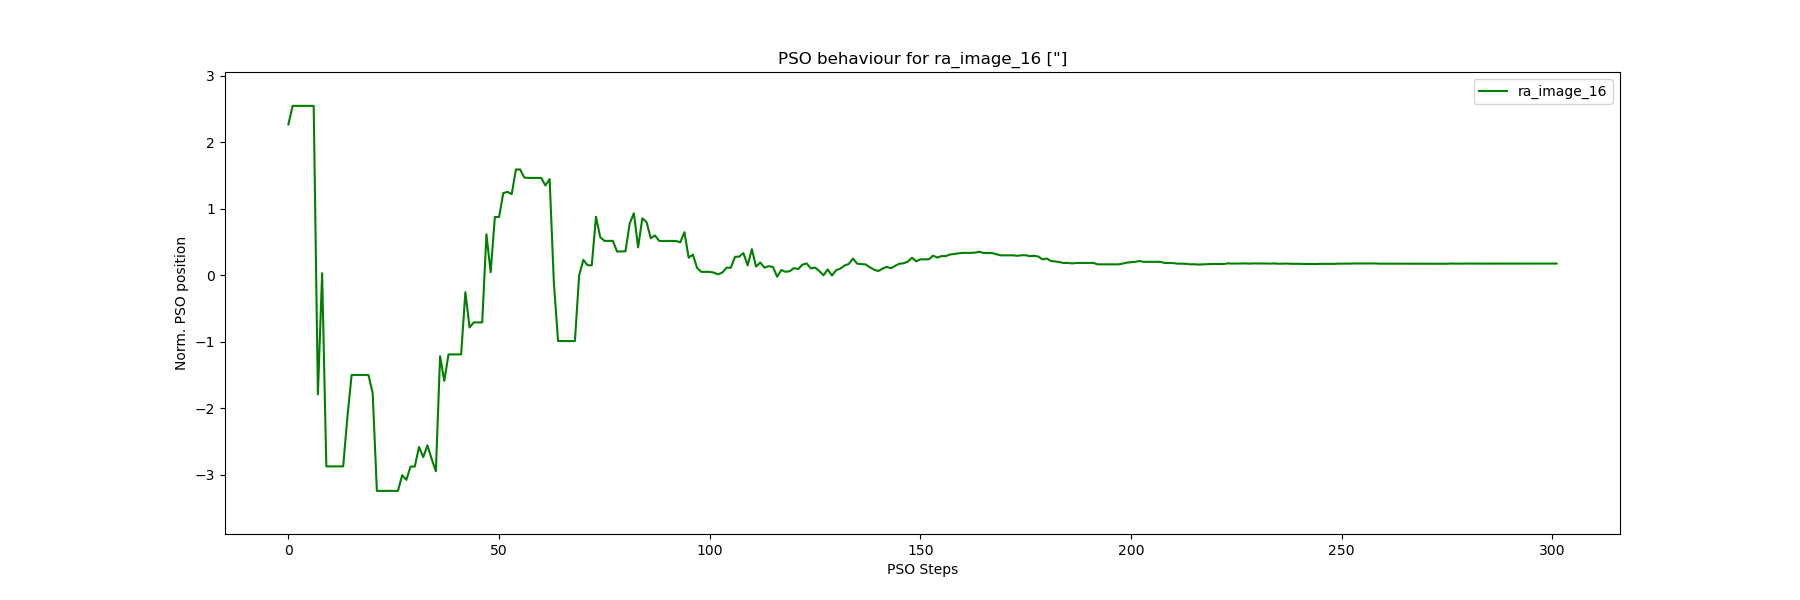 PSO behaviour for ra_image_16 ["]
ra_image_16
Norm. PSO position
3
2
1
0
−1
−2
−3
0 50 100 150 200 250 300
PSO Steps